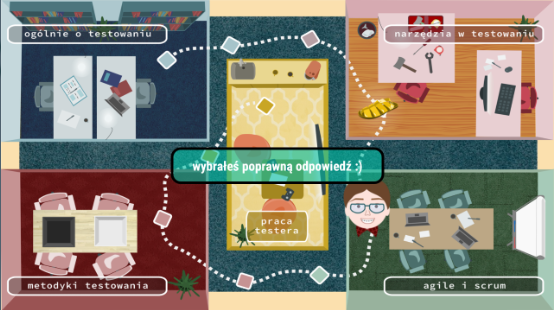 ogólnie o testowaniu
narzędzia w testowaniu
wybrałeś poprawną odpowiedź :)
praca
testera
metodyki testowania
agile i scrum